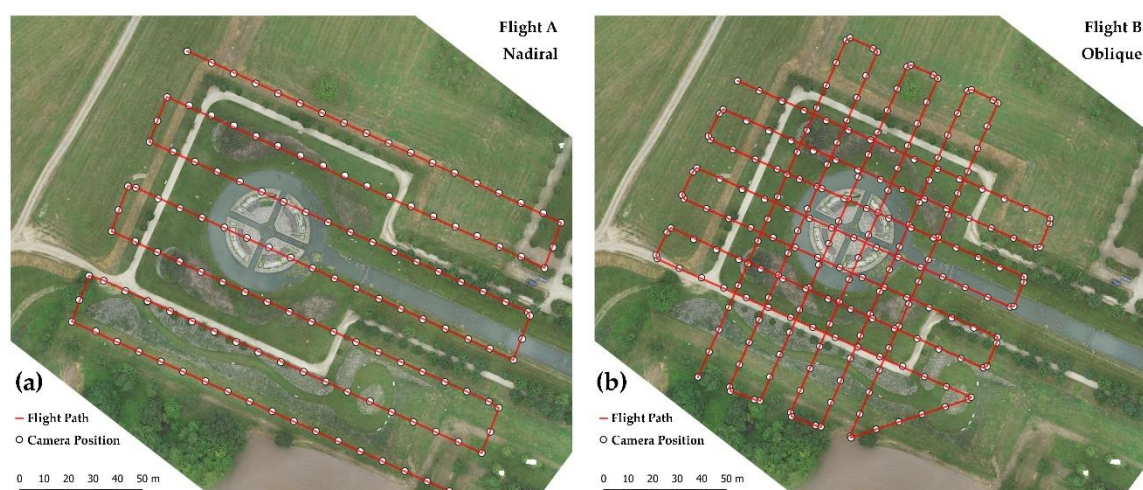 Flight A
Nadiral
(a)
Flight Path
Camera Position
0 10 20 30 40 50 m
Flight B
Oblique
(b)
Flight Path
Camera Position
0 10 20 30 40 50 m